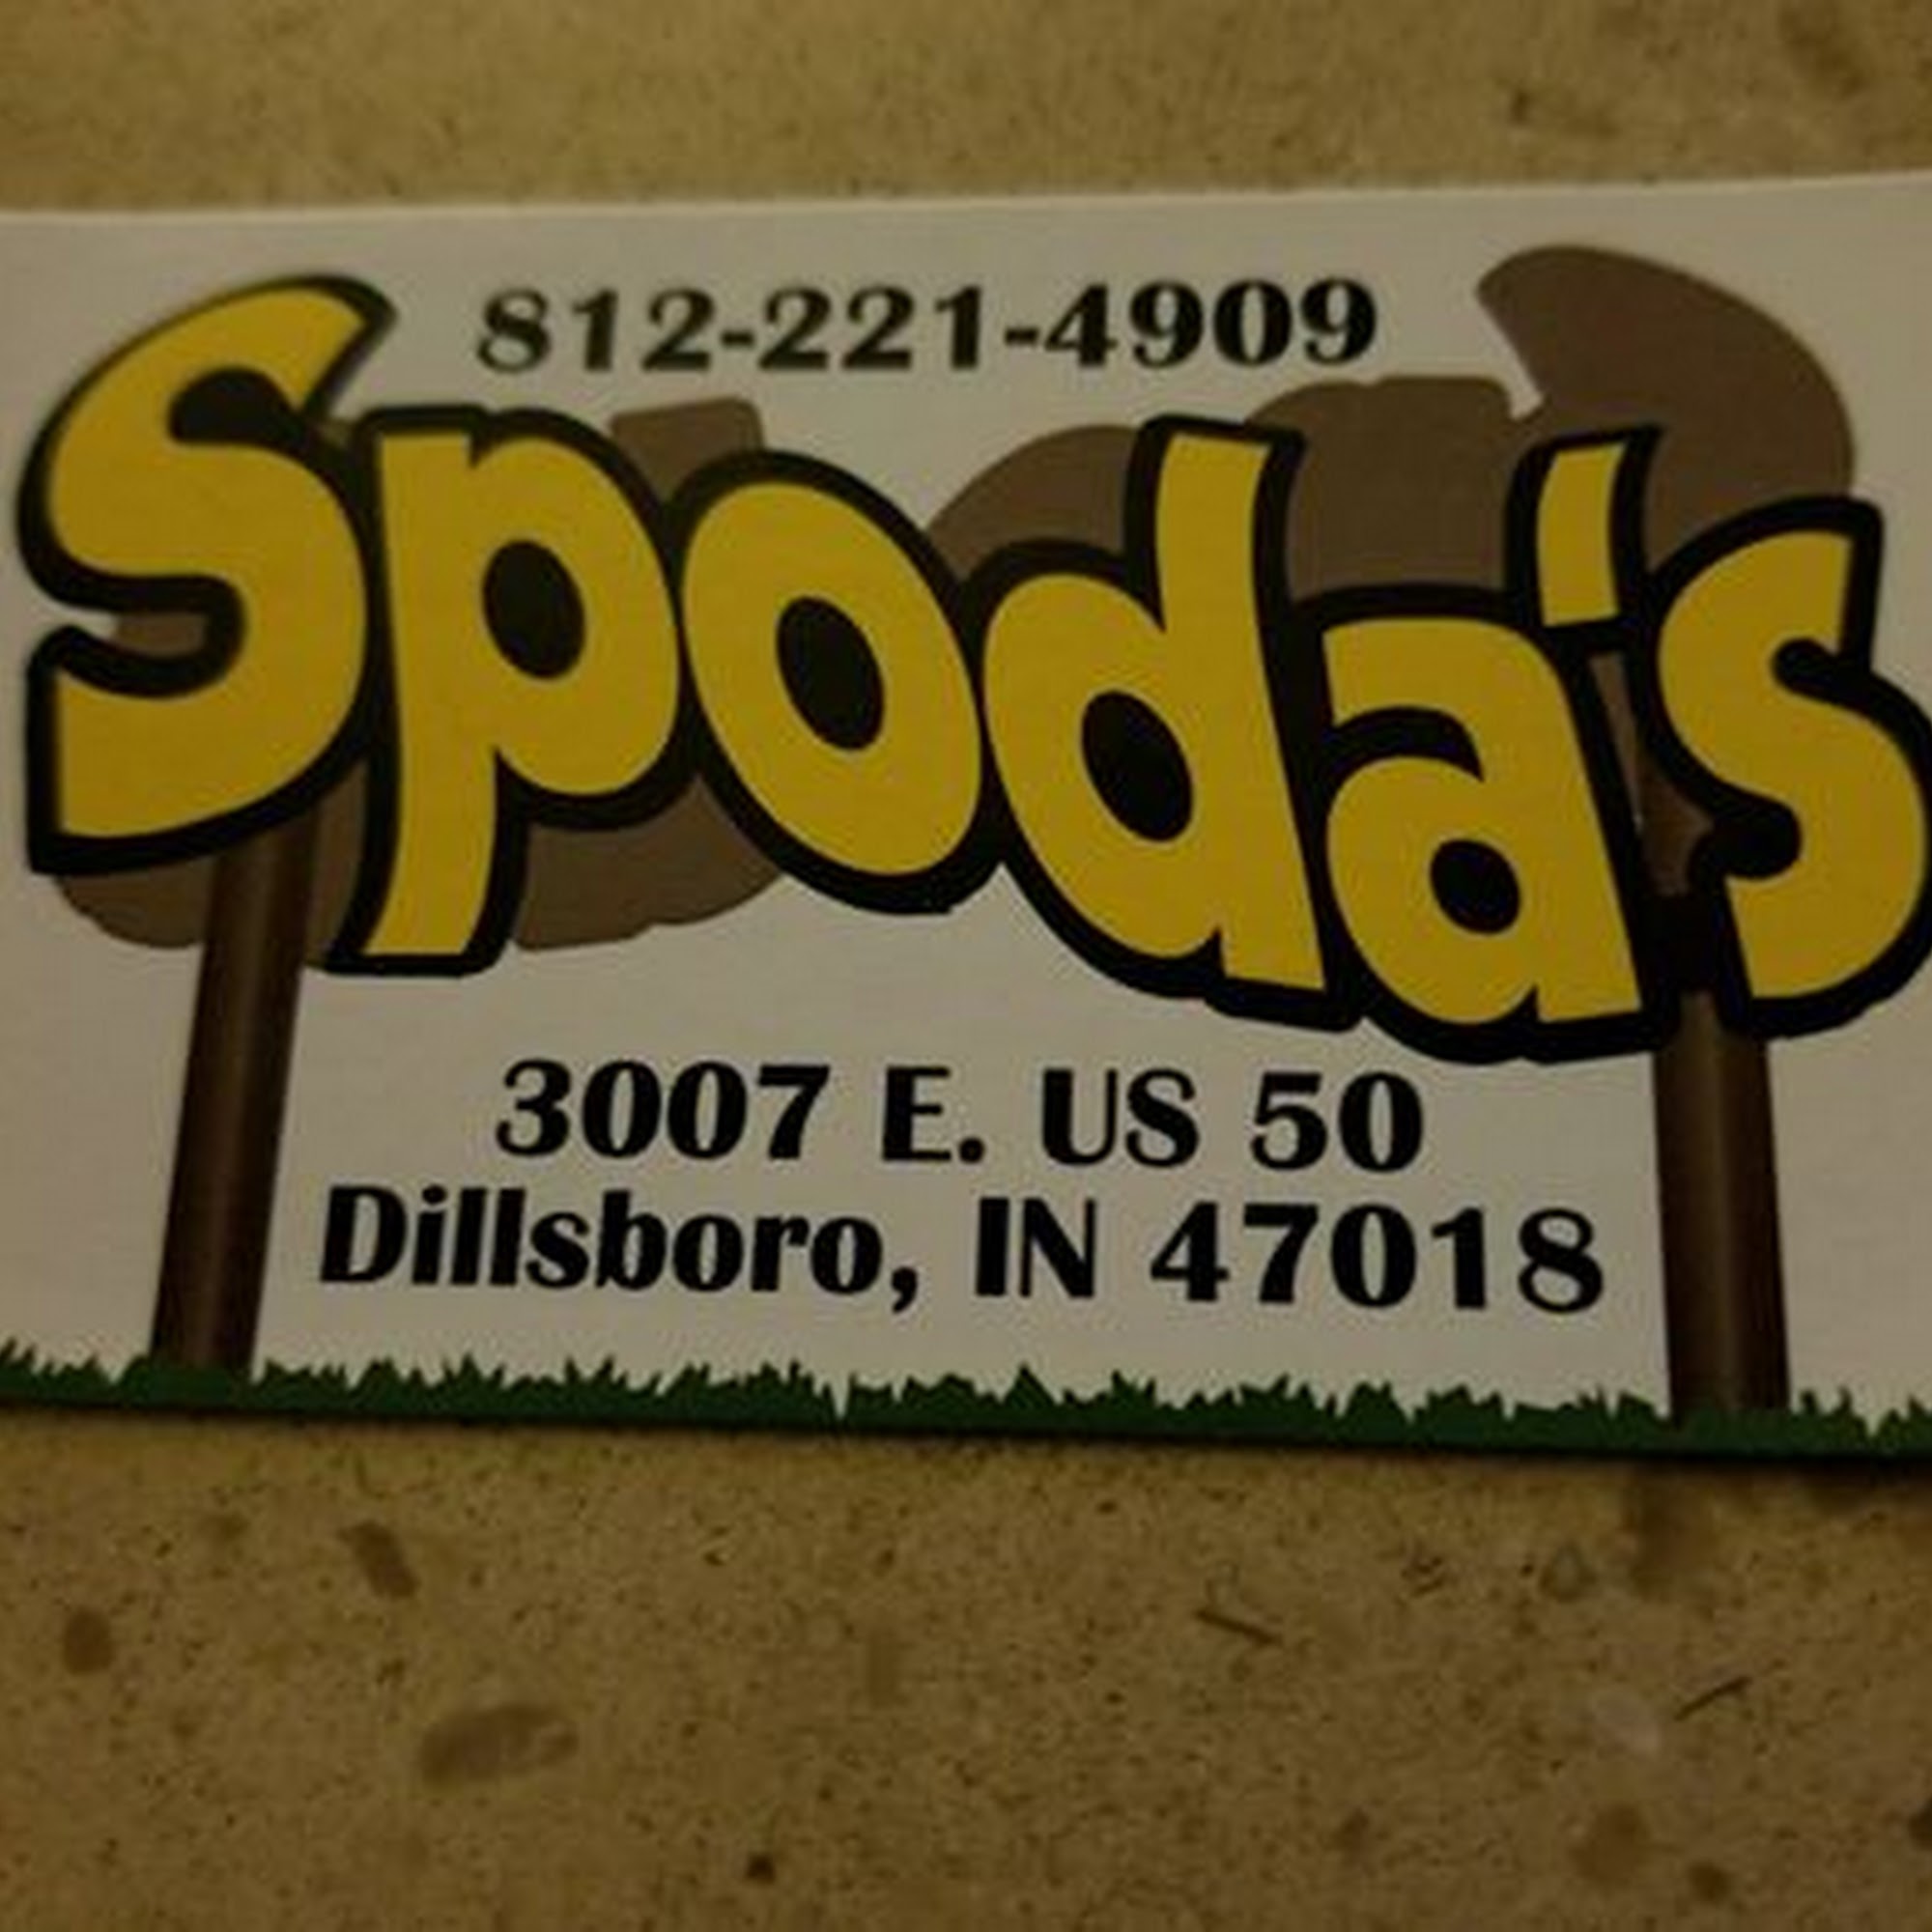 812-221-4909
Spoda's
3007 E. US 50
Dillsboro, IN 47018